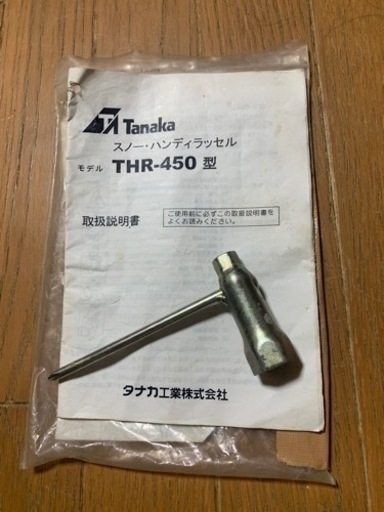 Tanaka
スノー・ハンディラッセル
モデル THR-450 型
取扱説明書
ご使用前に必ずこの取扱説明書を
よくお読みください。
タナカ工業株式会社